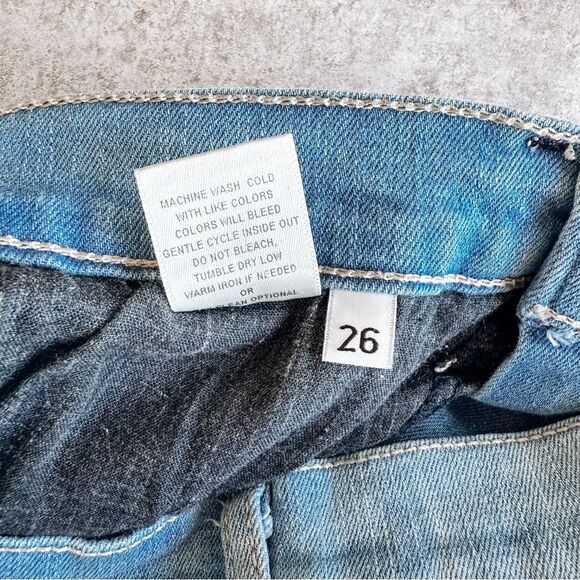 MACHINE WASH COLD
WITH LIKE COLORS
COLORS WILL BLEED
GENTLE CYCLE INSIDE OUT
DO NOT BLEACH,
TUMBLE DRY LOW
WARM IRON IF NEEDED
OR
OPTIONAL
26